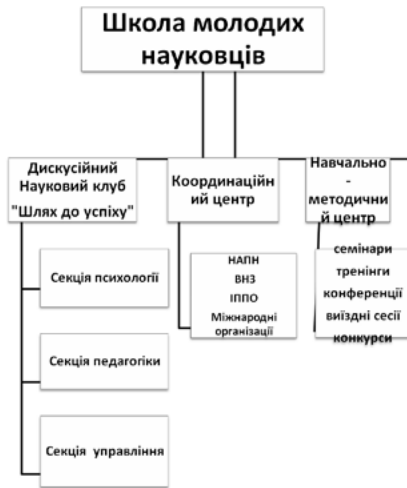 Школа молодих
науковців
Дискусійний
Науковий клуб
"Шлях до успіху"
Секція психології
Секція педагогіки
Секція управління
Координаційн
ий центр
НАПН
ВНЗ
ІППО
Міжнародні
організації
Навчально
-
методични
й центр
семінари
тренінги
конференції
виїздні сесії
конкурси